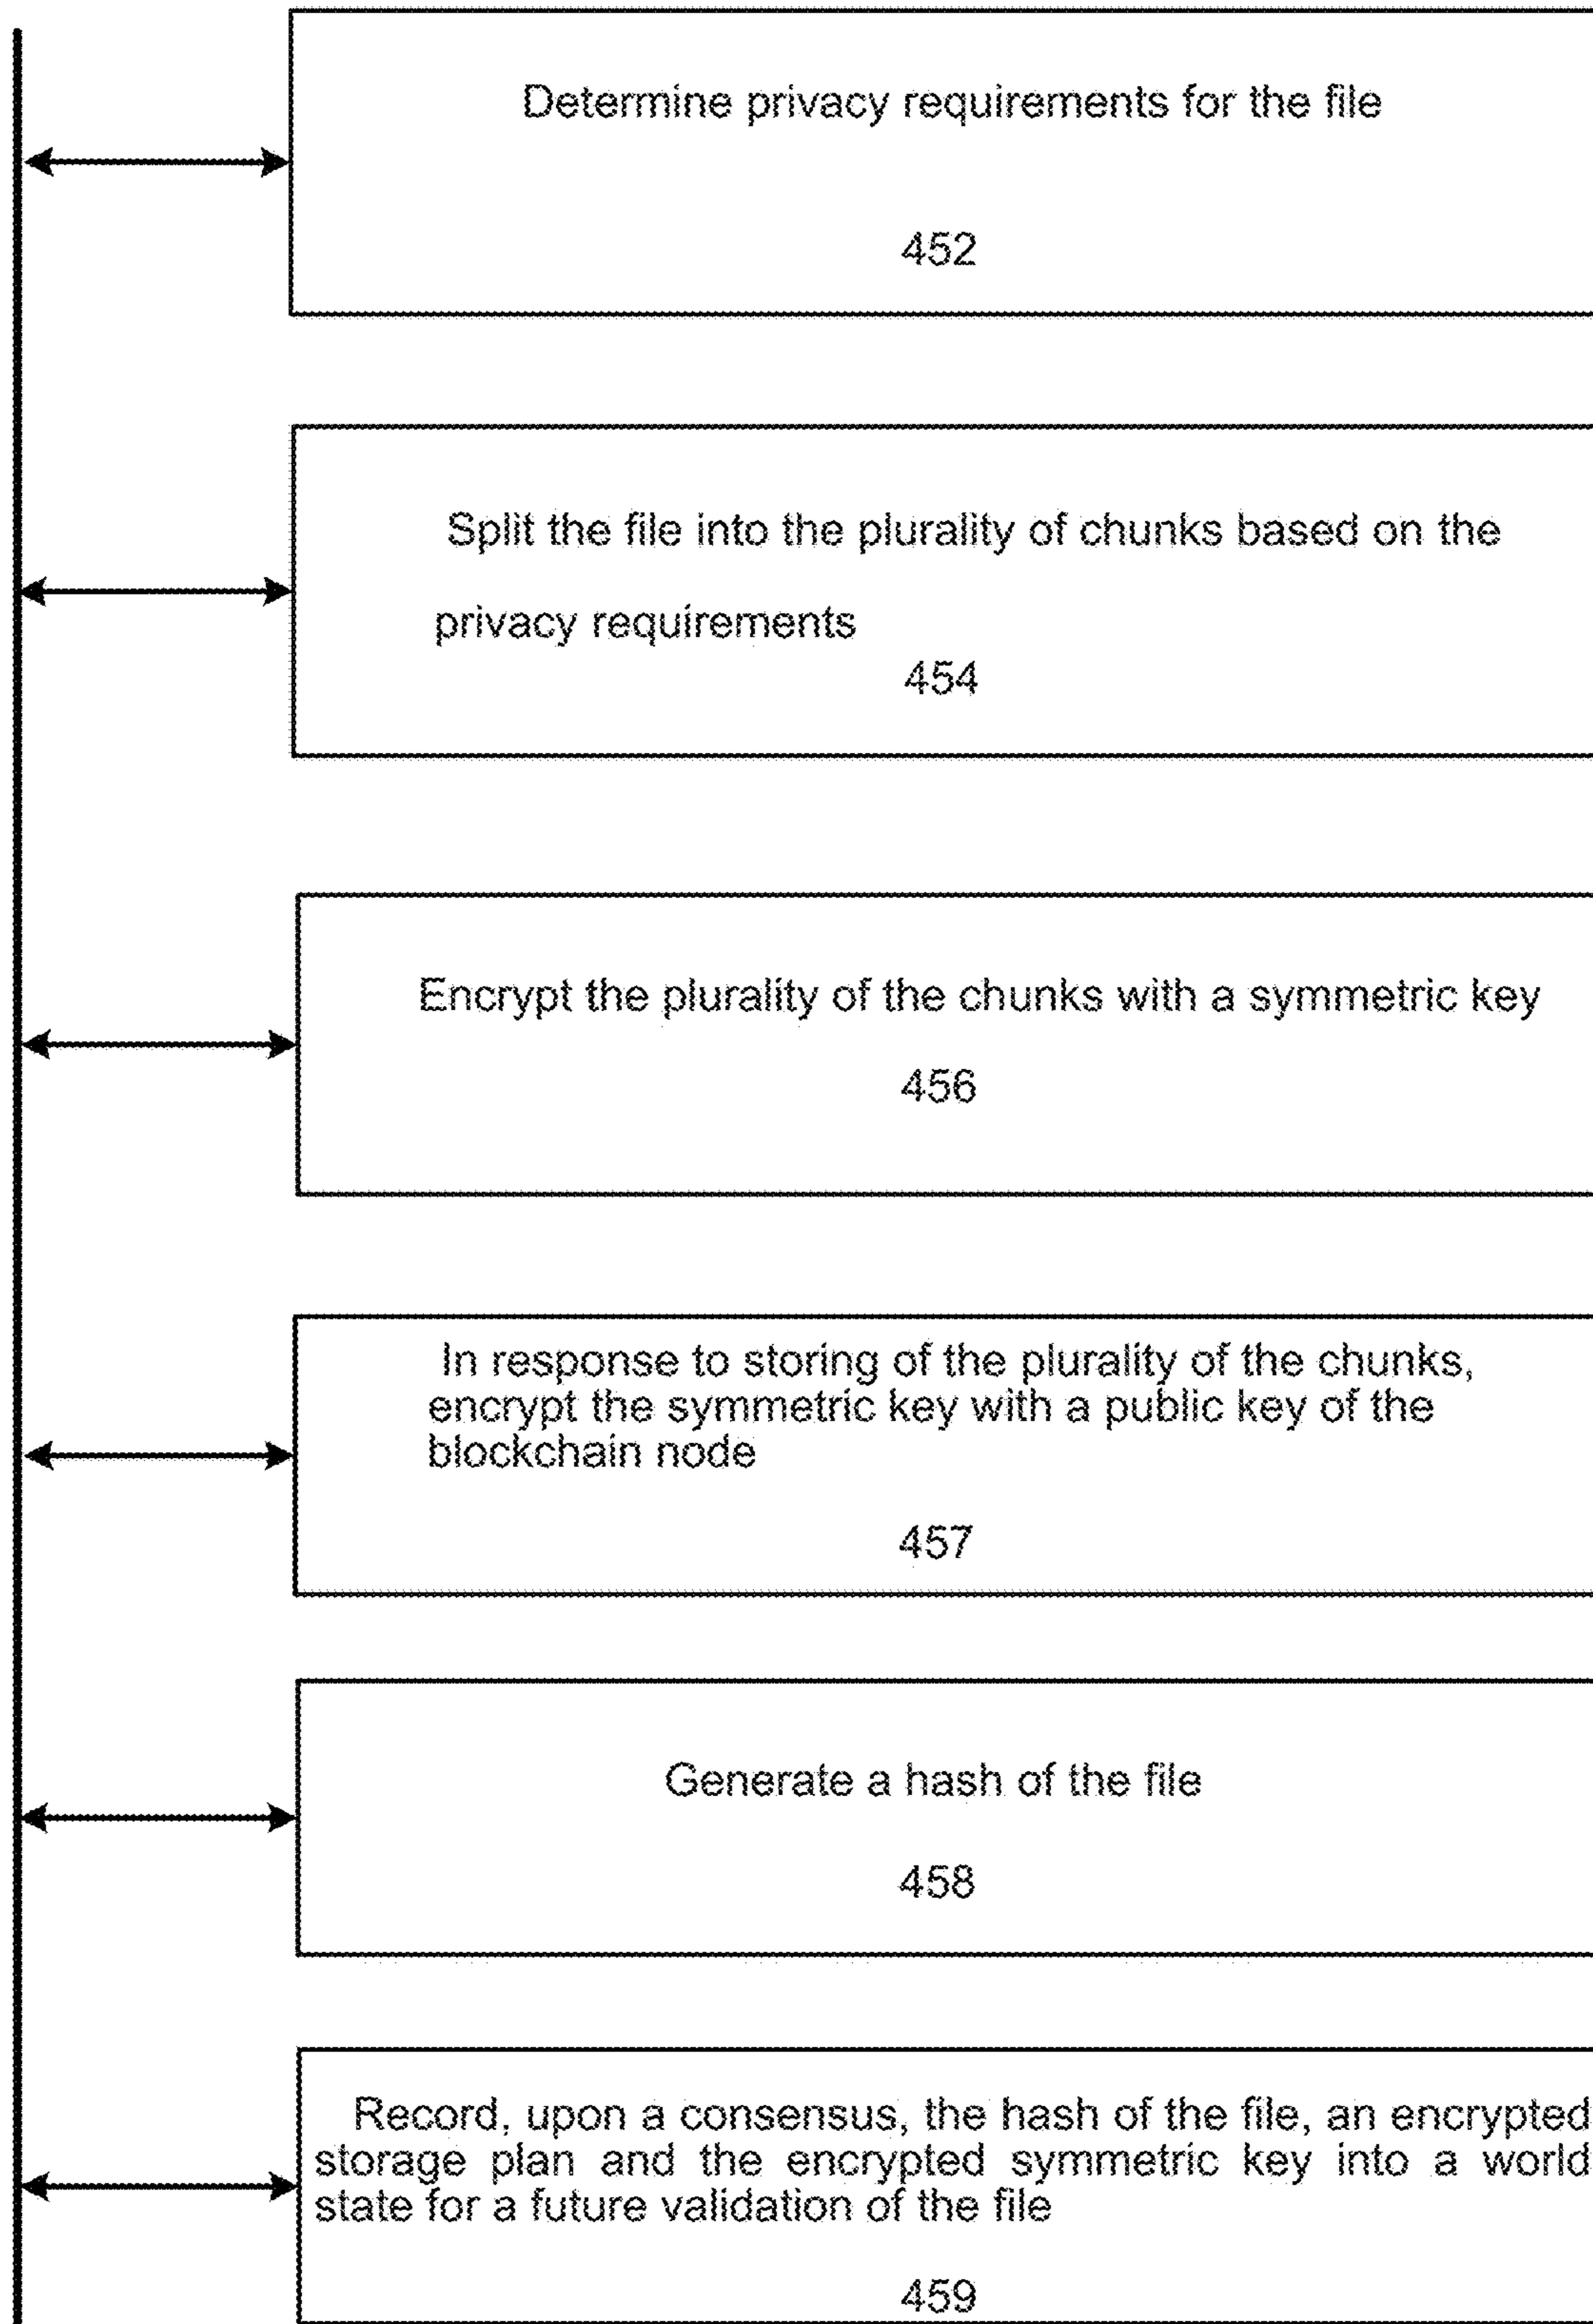 Determine privacy requirements for the file
452
Split the file into the plurality of chunks based on the
privacy requirements
454
Encrypt the plurality of the chunks with a symmetric key
456
In response to storing of the plurality of the chunks,
encrypt the symmetric key with a public key of the
blockchain node
457
Generate a hash of the file
458
Record, upon a consensus, the hash of the file, an encrypted
storage plan and the encrypted symmetric key into a world
state for a future validation of the file
459